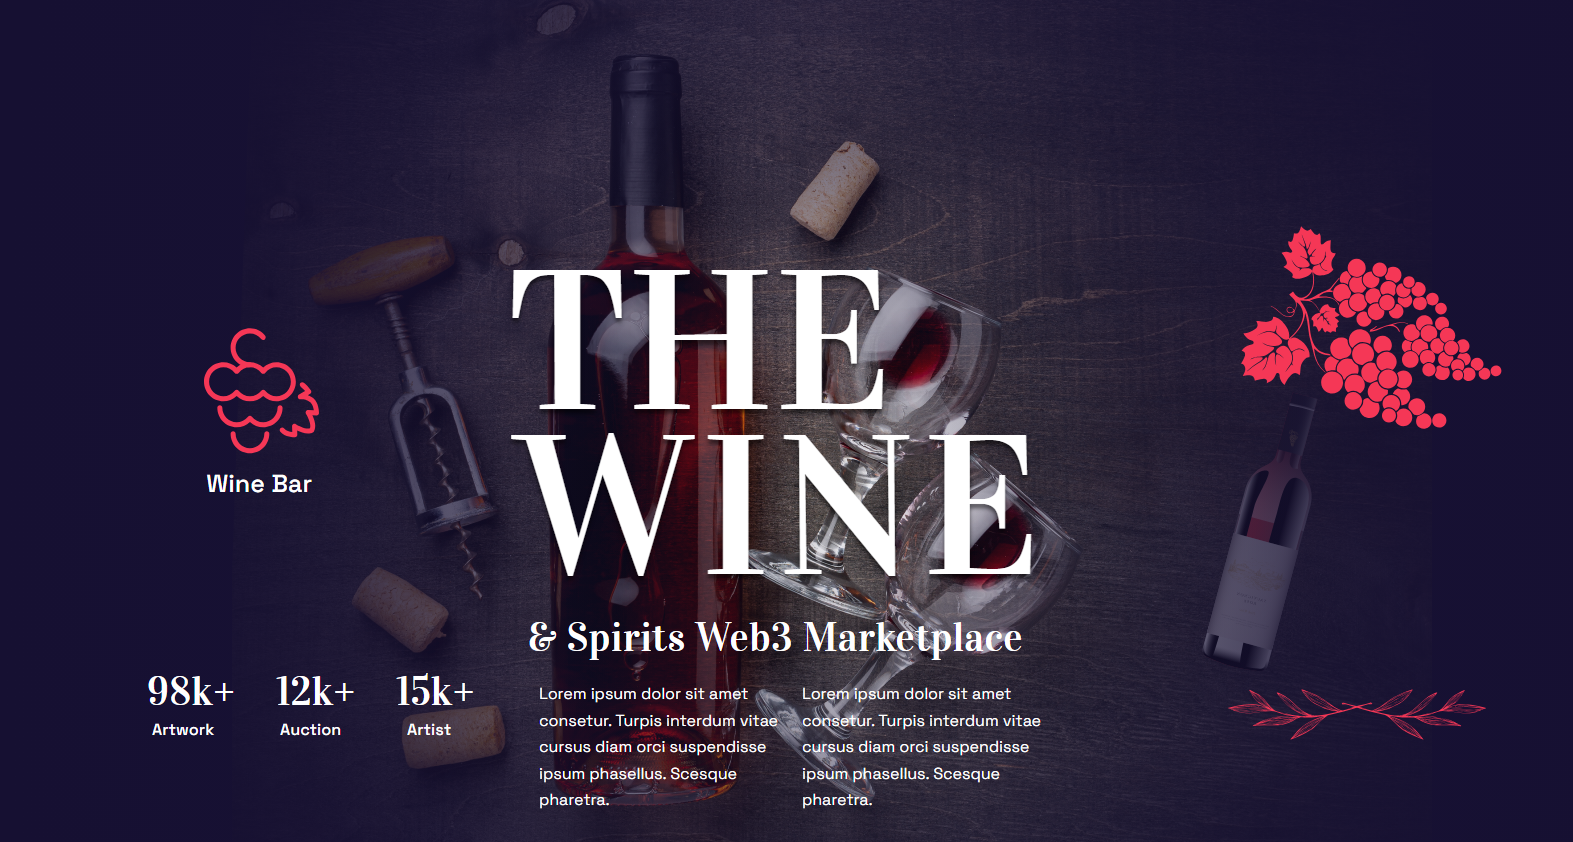 THE
WINE
& Spirits Web3 Marketplace
Wine Bar
98k+
Artwork
12k+
Auction
15k+
Artist
Lorem ipsum dolor sit amet
consetur. Turpis interdum vitae
cursus diam orci suspendisse
ipsum phasellus. Scesque
pharetra.
Lorem ipsum dolor sit amet
consetur. Turpis interdum vitae
cursus diam orci suspendisse
ipsum phasellus. Scesque
pharetra.